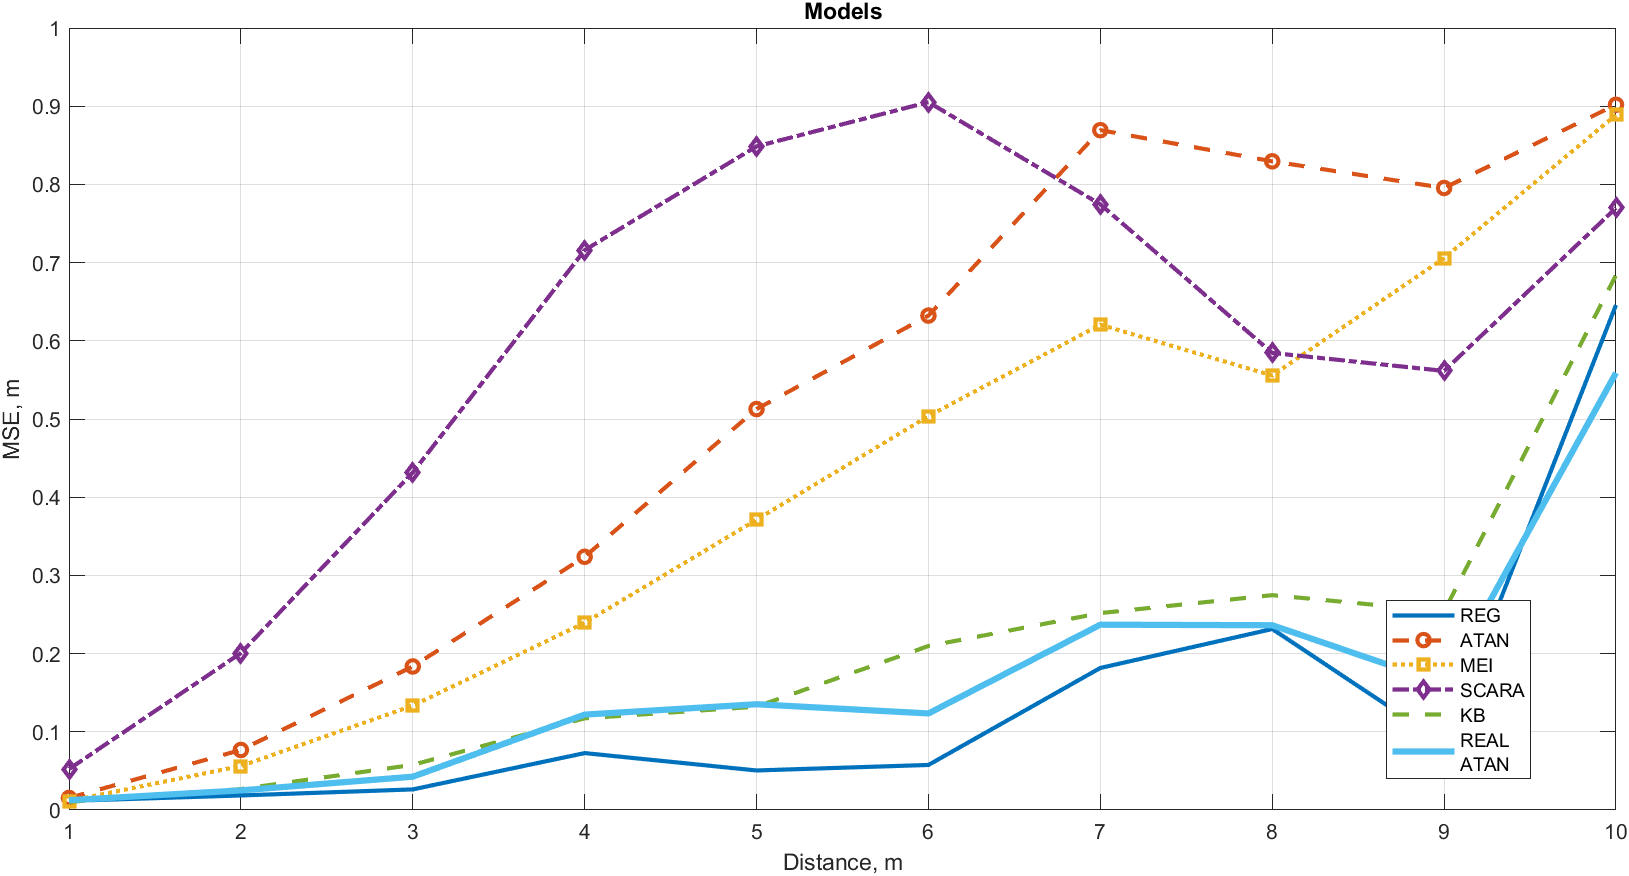 Models
1
0.9
0.8
0.7
0.6
0.5
0.4
0.3
0.2
0.1
0
MSE, m
REG
ATAN
MEI
SCARA
KB
REAL
ATAN
1 2 3 4 5 6 7 8 9 10
Distance, m